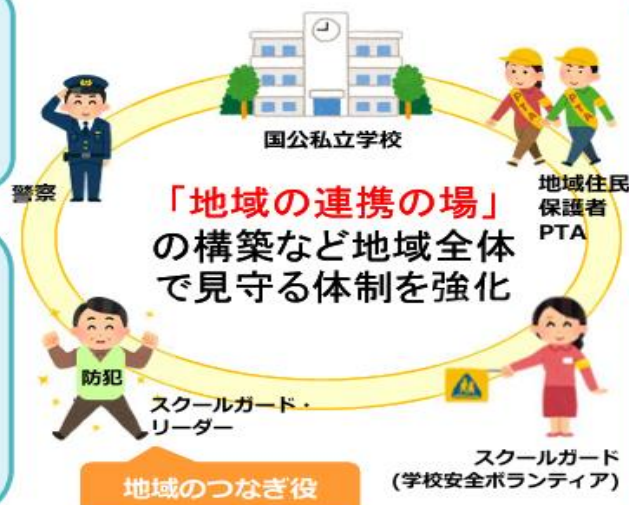 国公私立学校
警察
地域住民
保護者
PTA
「地域の連携の場」
の構築など地域全体
で見守る体制を強化
防犯
スクールガード・
リーダー
スクールガード
(学校安全ボランティア)
地域のつなぎ役